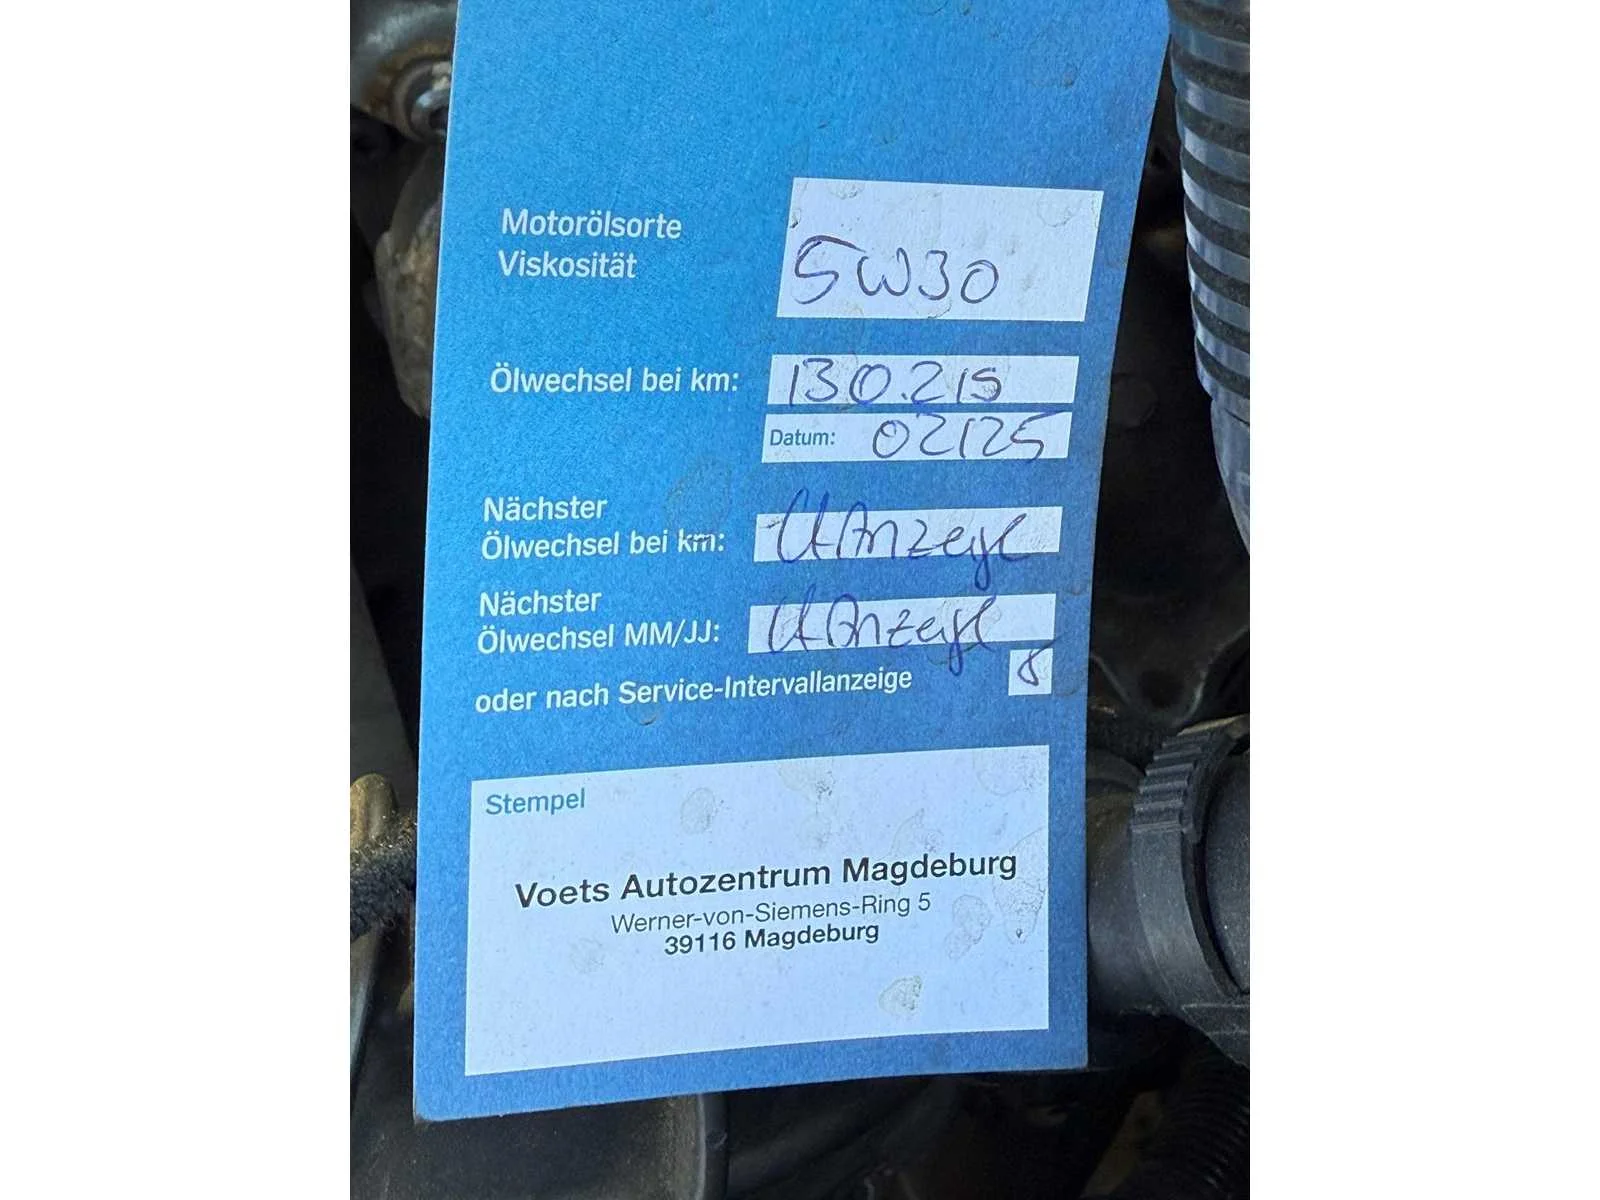 Motorölsorte
Viskosität
5W30
Ölwechsel bei km: 130.215
Datum: 02/25
Nächster
Ölwechsel bei km: lt Anzeige
Nächster
Ölwechsel MM/JJ: lt Anzeige
oder nach Service-Intervallanzeige
Stempel
Voets Autozentrum Magdeburg
Werner-von-Siemens-Ring 5
39116 Magdeburg